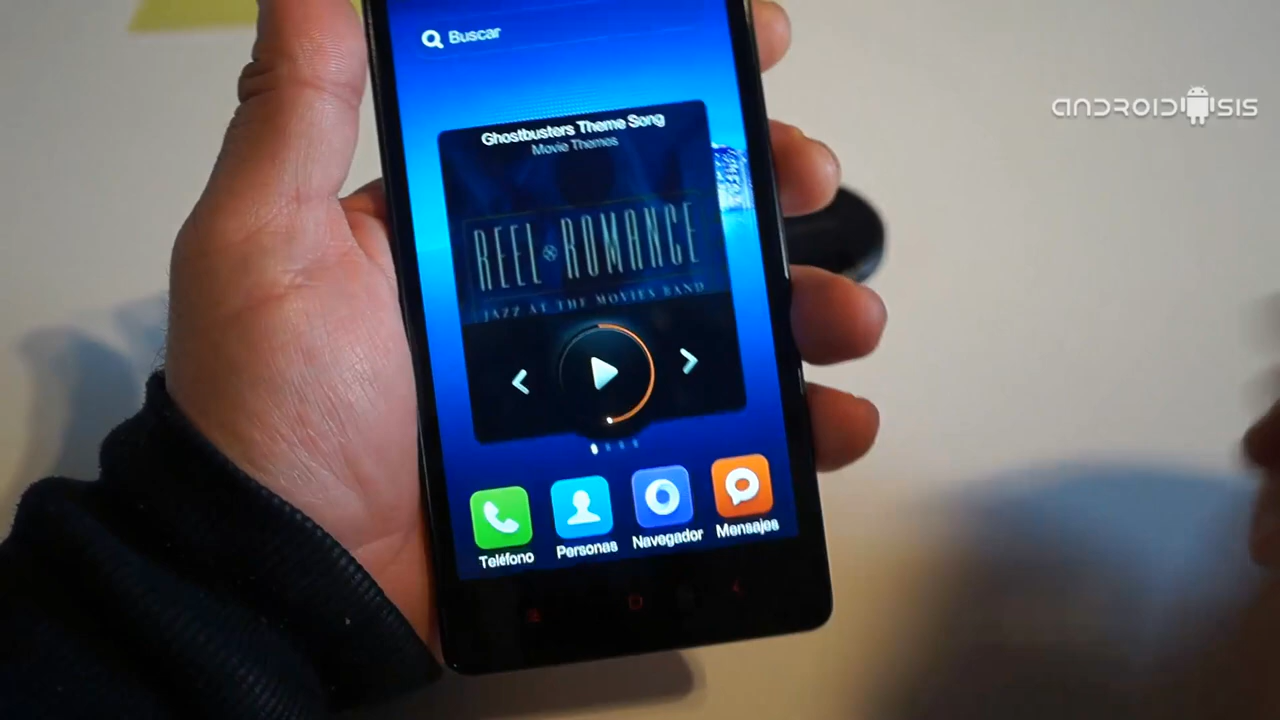 Buscar
ANDROIDSIS
Ghostbusters Theme Song
Movie Themes
REEL ROMANCE
JAZZ AT THE MOVIES BAND
Teléfono
Personas
Navegador
Mensajes